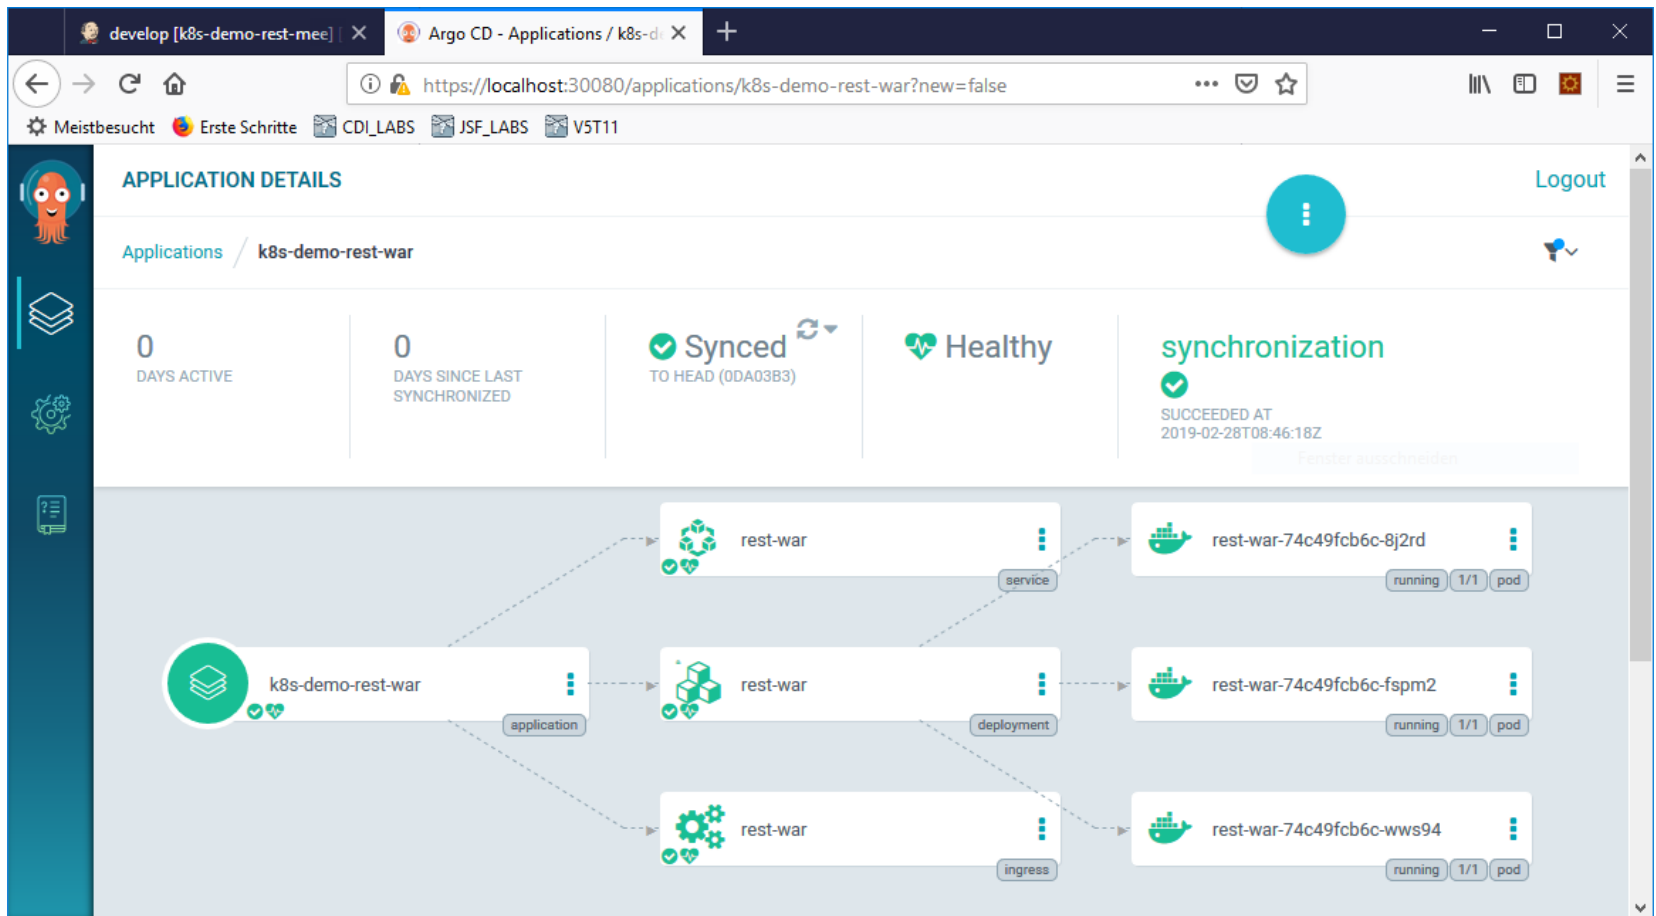 develop [k8s-demo-rest-mee] [
Argo CD - Applications / k8s-d
https://localhost:30080/applications/k8s-demo-rest-war?new=false
Meistbesucht Erste Schritte CDI_LABS JSF_LABS V5T11
APPLICATION DETAILS
Logout
Applications / k8s-demo-rest-war
0
DAYS ACTIVE
0
DAYS SINCE LAST
SYNCHRONIZED
Synced
TO HEAD (0DA03B3)
Healthy
synchronization
SUCCEEDED AT
2019-02-28T08:46:18Z
Fenster ausschneiden
rest-war
service
rest-war-74c49fcb6c-8j2rd
running 1/1 pod
k8s-demo-rest-war
application
rest-war
deployment
rest-war-74c49fcb6c-fspm2
running 1/1 pod
rest-war
ingress
rest-war-74c49fcb6c-wws94
running 1/1 pod